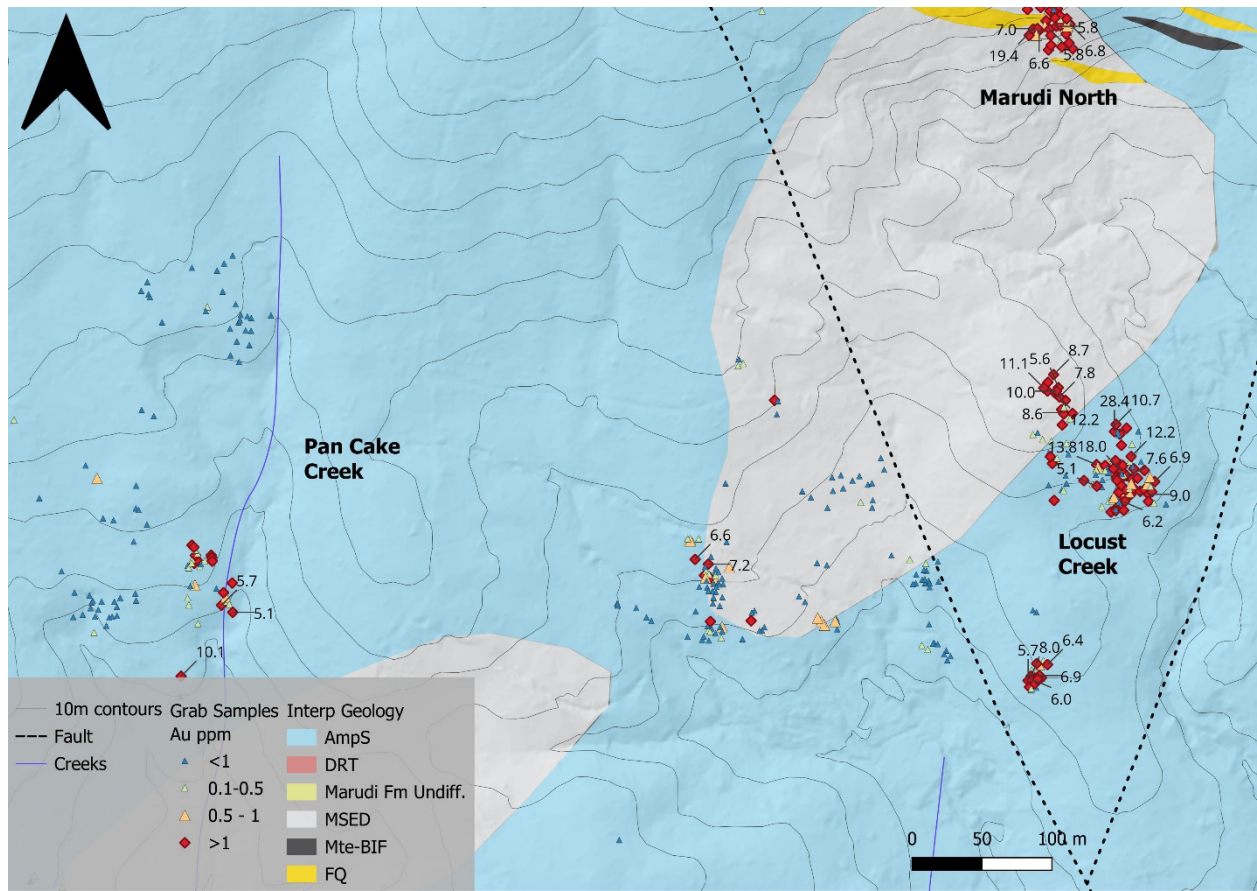 7.0
5.8
19.4
6.6
5.8
6.8
Marudi North
11.1
5.6
8.7
10.0
7.8
8.6
12.2
28.4
10.7
13.8
18.0
12.2
5.1
7.6
6.9
9.0
6.2
Pan Cake
Creek
Locust
Creek
6.6
7.2
5.7
5.1
10.1
5.7
8.0
6.4
6.9
6.0
10m contours
Fault
Creeks
Grab Samples
Au ppm
<1
0.1-0.5
0.5 - 1
>1
Interp Geology
AmpS
DRT
Marudi Fm Undiff.
MSED
Mte-BIF
FQ
0 50 100 m